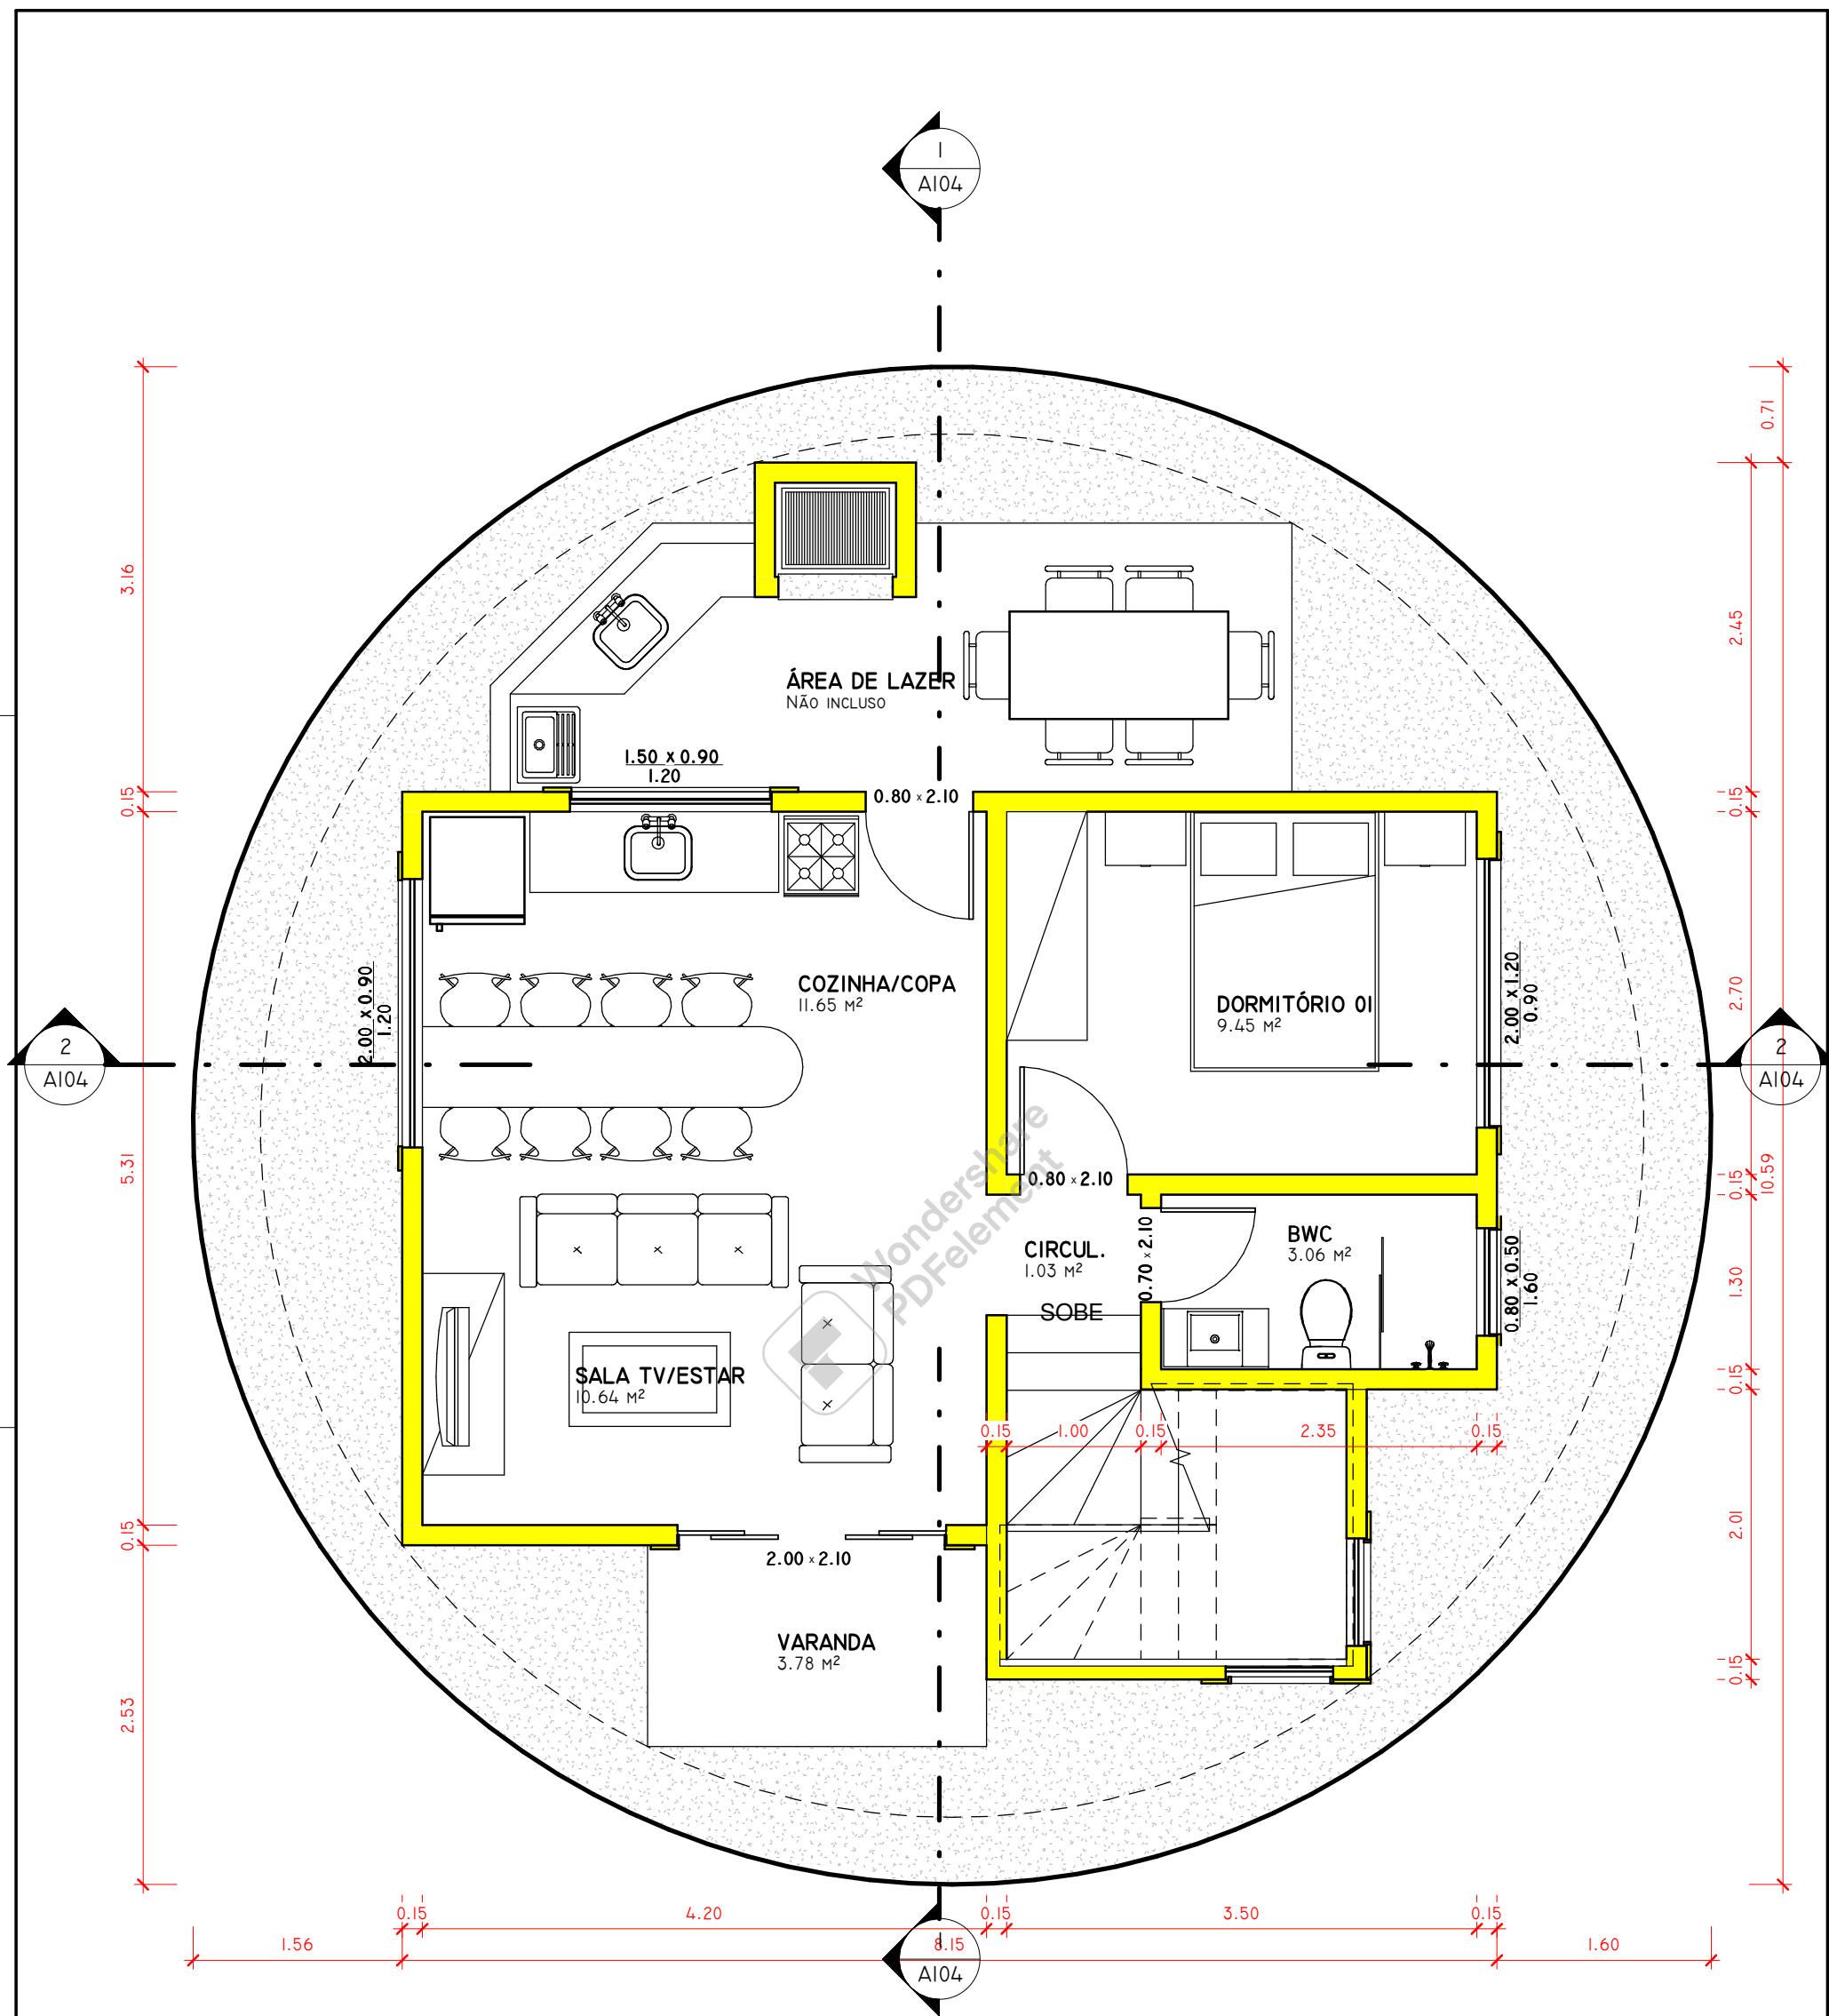 1
A104
0.71
3.16
2.45
ÁREA DE LAZER
NÃO INCLUSO
1.50 x 0.90
1.20
0.80 x 2.10
0.15
0.15
COZINHA/COPA
11.65 M²
DORMITÓRIO 01
9.45 M²
2.00 x 0.90
1.20
2.00 x 1.20
0.90
2.70
2
A104
2
A104
5.31
0.80 x 2.10
0.15
10.59
Wondershare
PDFelement
CIRCUL.
1.03 M²
SOBE
0.70 x 2.10
BWC
3.06 M²
0.80 x 0.50
1.60
1.30
SALA TV/ESTAR
10.64 M²
0.15
0.15
1.00
0.15
2.35
0.15
2.01
0.15
2.00 x 2.10
VARANDA
3.78 M²
0.15
2.53
0.15
4.20
0.15
3.50
0.15
1.56
8.15
1.60
1
A104